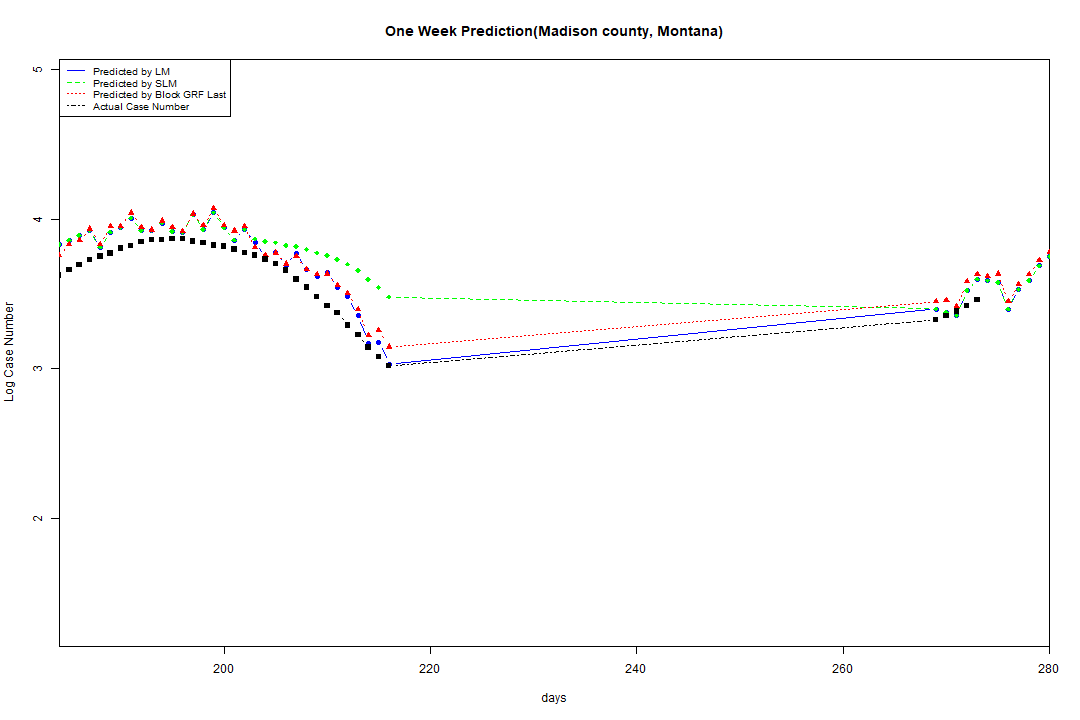 One Week Prediction(Madison county, Montana)
Predicted by LM
Predicted by SLM
Predicted by Block GRF Last
Actual Case Number
5
4
3
2
Log Case Number
200 220 240 260 280
days